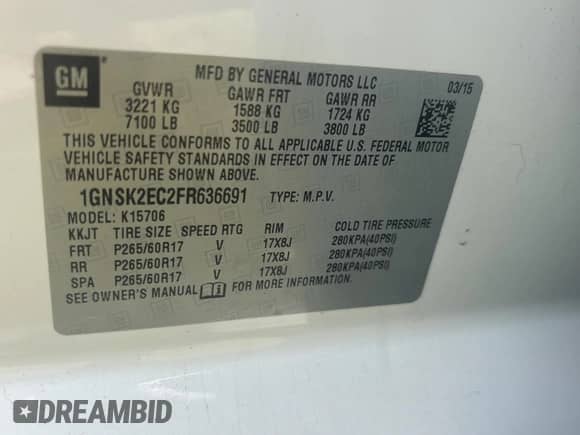 GM
MFD BY GENERAL MOTORS LLC 03/15
GVWR GAWR FRT GAWR RR
3221 KG 1588 KG 1724 KG
7100 LB 3500 LB 3800 LB
THIS VEHICLE CONFORMS TO ALL APPLICABLE U.S. FEDERAL MOTOR
VEHICLE SAFETY STANDARDS IN EFFECT ON THE DATE OF
MANUFACTURE SHOWN ABOVE.
1GNSK2EC2FR636691 TYPE: M.P.V.
MODEL: K15706
KKJT TIRE SIZE SPEED RTG RIM COLD TIRE PRESSURE
FRT P265/60R17 V 17X8J 280KPA(40PSI)
RR P265/60R17 V 17X8J 280KPA(40PSI)
SPA P265/60R17 V 17X8J 280KPA(40PSI)
SEE OWNER'S MANUAL FOR MORE INFORMATION.
DREAMBID